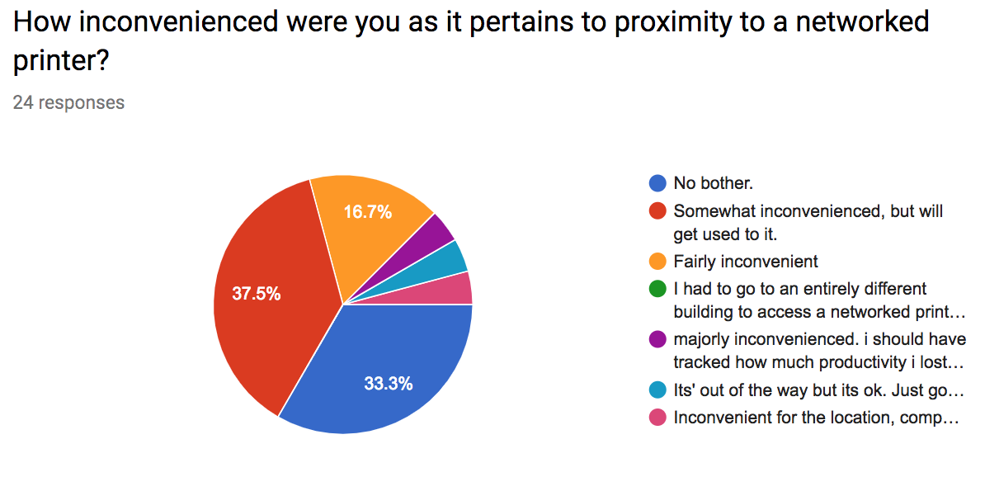 How inconvenienced were you as it pertains to proximity to a networked
printer?
24 responses
16.7%
37.5%
33.3%
No bother.
Somewhat inconvenienced, but will
get used to it.
Fairly inconvenient
I had to go to an entirely different
building to access a networked print…
majorly inconvenienced. i should have
tracked how much productivity i lost…
Its' out of the way but its ok. Just go…
Inconvenient for the location, comp…